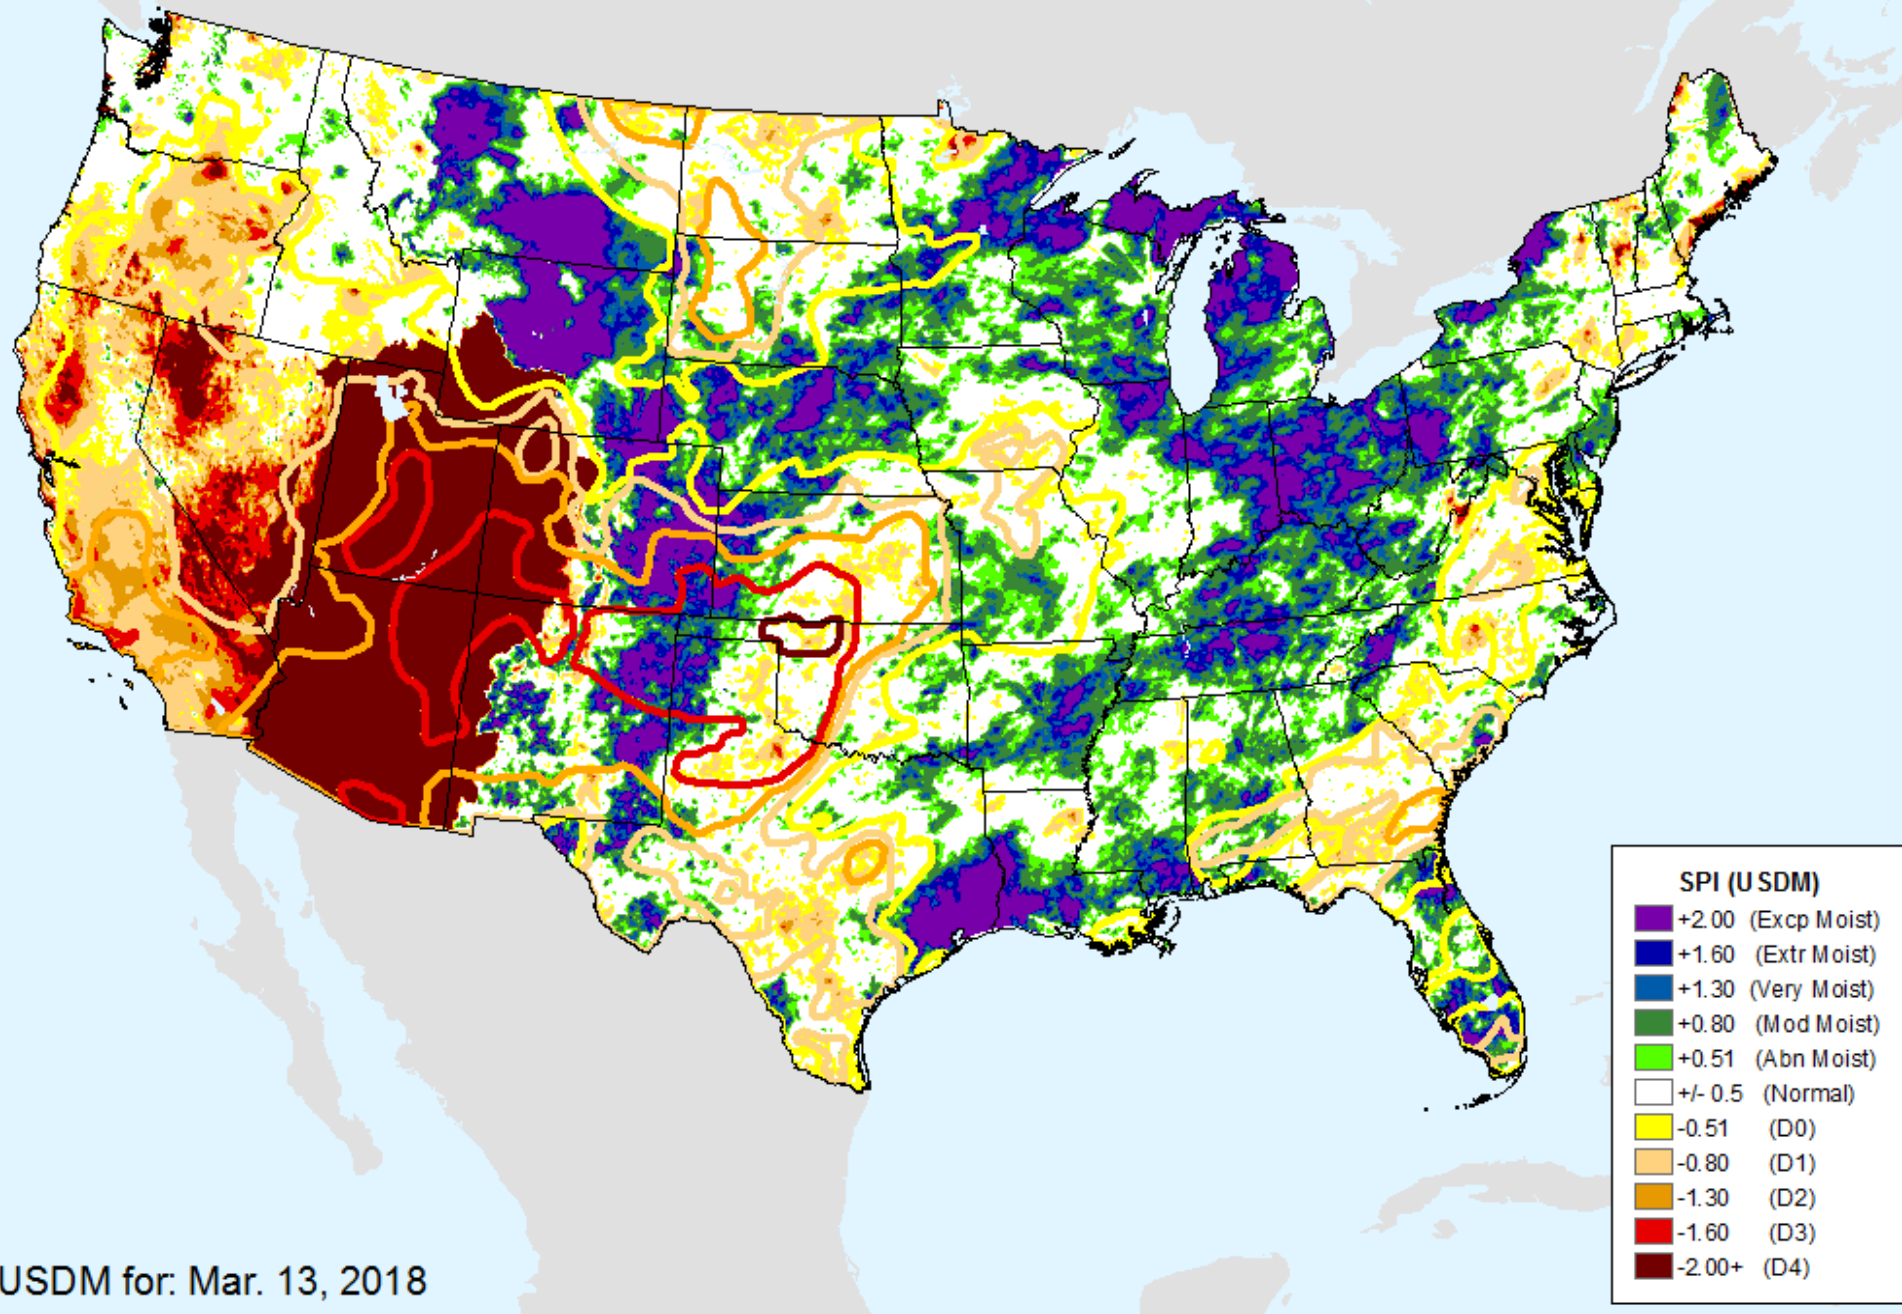 SPI (USDM)
+2.00 (Excp Moist)
+1.60 (Extr Moist)
+1.30 (Very Moist)
+0.80 (Mod Moist)
+0.51 (Abn Moist)
+/- 0.5 (Normal)
-0.51 (D0)
-0.80 (D1)
-1.30 (D2)
-1.60 (D3)
-2.00+ (D4)
USDM for: Mar. 13, 2018